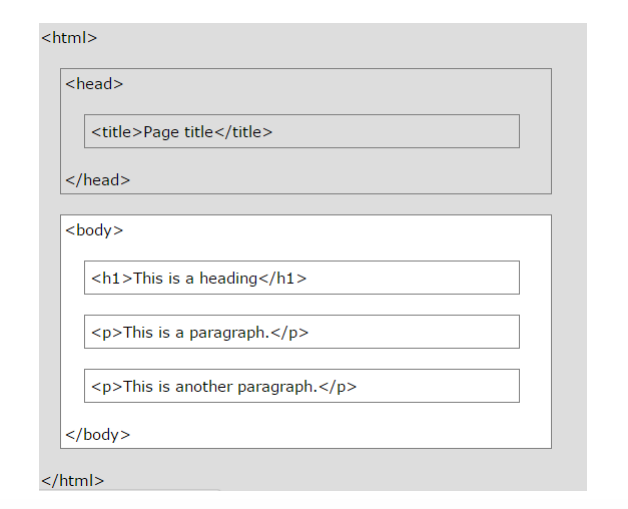 <html>
<head>
<title>Page title</title>
</head>
<body>
<h1>This is a heading</h1>
<p>This is a paragraph.</p>
<p>This is another paragraph.</p>
</body>
</html>